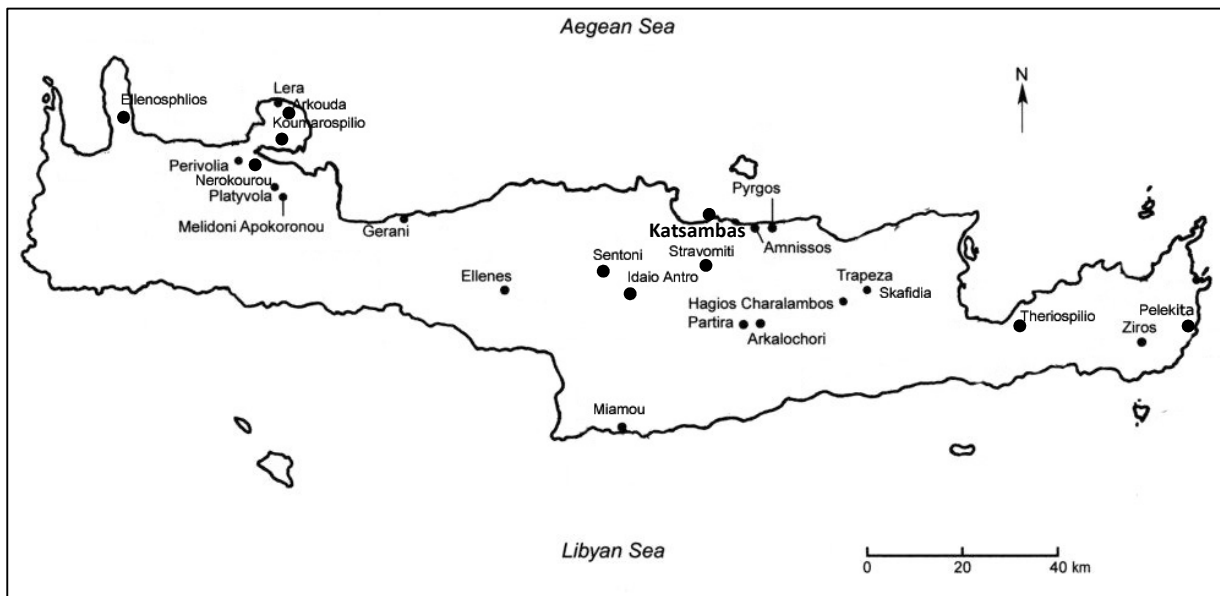 Aegean Sea
N
Lera
Arkouda
Ellenosphlios
Koumarospilio
Perivolia
Nerokourou
Platyvola
Melidoni Apokoronou
Gerani
Pyrgos
Katsambas
Amnissos
Stravomiti
Sentoni
Idaio Antro
Ellenes
Trapeza
Skafidia
Hagios Charalambos
Partira
Arkalochori
Theriospilio
Pelekita
Ziros
Miamou
Libyan Sea
0 20 40 km